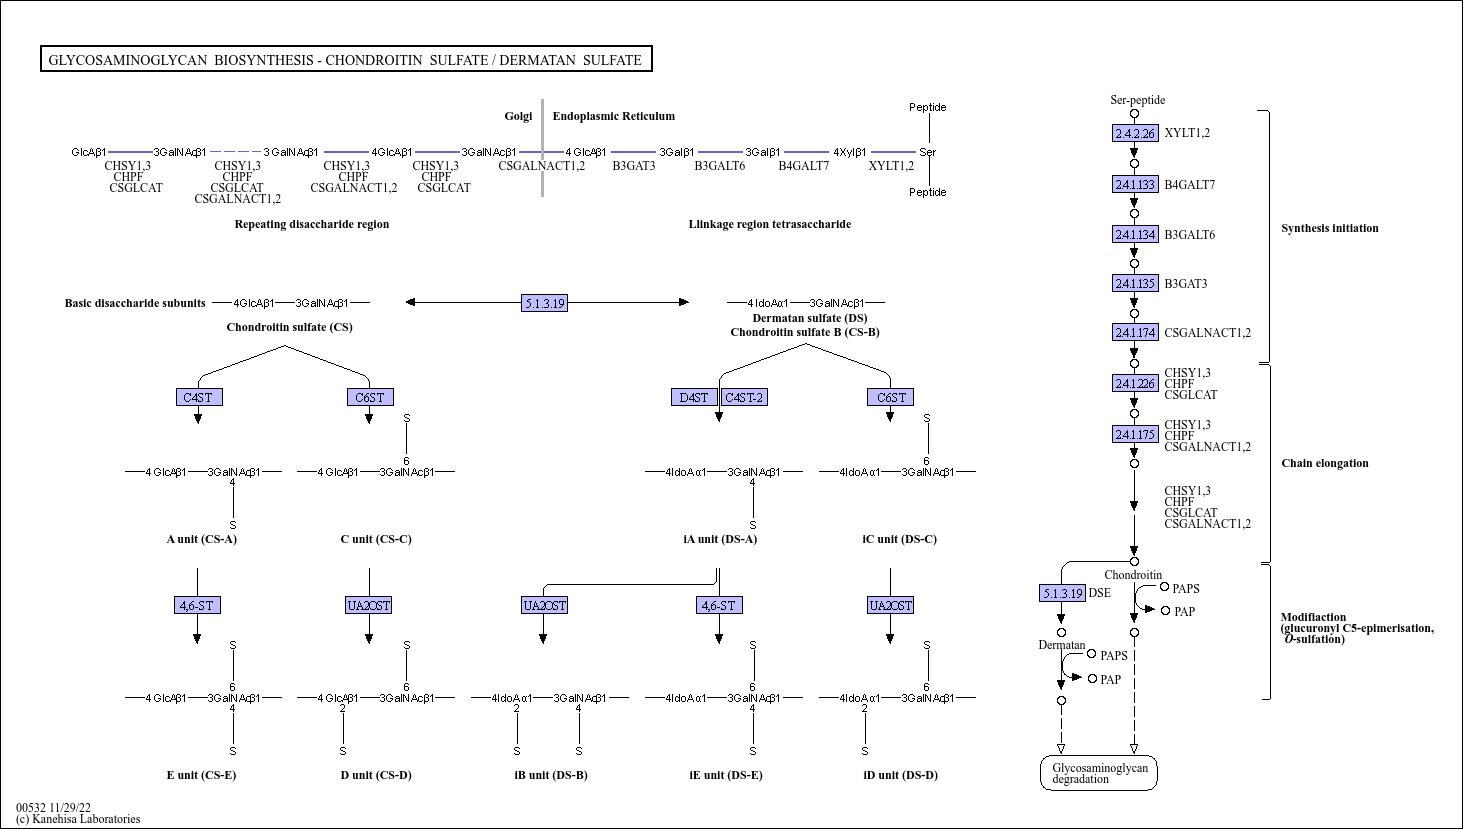 GLYCOSAMINOGLYCAN BIOSYNTHESIS - CHONDROITIN SULFATE / DERMATAN SULFATE
Golgi Endoplasmic Reticulum
Peptide
GlcAβ1 3GalNAcβ1 3GalNAcβ1 4GlcAβ1 3GalNAcβ1 4GlcAβ1 3Galβ1 3Galβ1 4Xylβ1 Ser
CHSY1,3 CHSY1,3 CHSY1,3 CHSY1,3 CSGALNACT1,2 B3GAT3 B3GALT6 B4GALT7 XYLT1,2
CHPF CHPF CHPF CHPF
CSGLCAT CSGLCAT CSGALNACT1,2 CSGLCAT
CSGALNACT1,2
Peptide
Repeating disaccharide region Llinkage region tetrasaccharide
Basic disaccharide subunits 4GlcAβ1 3GalNAcβ1 5.1.3.19 4IdoAα1 3GalNAcβ1
Chondroitin sulfate (CS)
Dermatan sulfate (DS)
Chondroitin sulfate B (CS-B)
C4ST C6ST D4ST C4ST-2 C6ST
S S
6 6
4GlcAβ1 3GalNAcβ1 4GlcAβ1 3GalNAcβ1 4IdoAα1 3GalNAcβ1 4IdoAα1 3GalNAcβ1
4 4
S S
A unit (CS-A) C unit (CS-C) iA unit (DS-A) iC unit (DS-C)
4,6-ST UA2OST UA2OST 4,6-ST UA2OST
S S S S
6 6 6 6
4GlcAβ1 3GalNAcβ1 4GlcAβ1 3GalNAcβ1 4IdoAα1 3GalNAcβ1 4IdoAα1 3GalNAcβ1 4IdoAα1 3GalNAcβ1
4 2 2 4 4 2
S S S S S S
E unit (CS-E) D unit (CS-D) iB unit (DS-B) iE unit (DS-E) iD unit (DS-D)
Ser-peptide
2.4.2.26 XYLT1,2
2.4.1.133 B4GALT7
2.4.1.134 B3GALT6
Synthesis initiation
2.4.1.135 B3GAT3
2.4.1.174 CSGALNACT1,2
2.4.1.226 CHSY1,3
CHPF
CSGLCAT
2.4.1.175 CHSY1,3
CHPF
CSGALNACT1,2
Chain elongation
CHSY1,3
CHPF
CSGLCAT
CSGALNACT1,2
Chondroitin
5.1.3.19 DSE PAPS
PAP
Modifiaction
(glucuronyl C5-epimerisation,
O-sulfation)
Dermatan
PAPS
PAP
Glycosaminoglycan
degradation
00532 11/29/22
(c) Kanehisa Laboratories